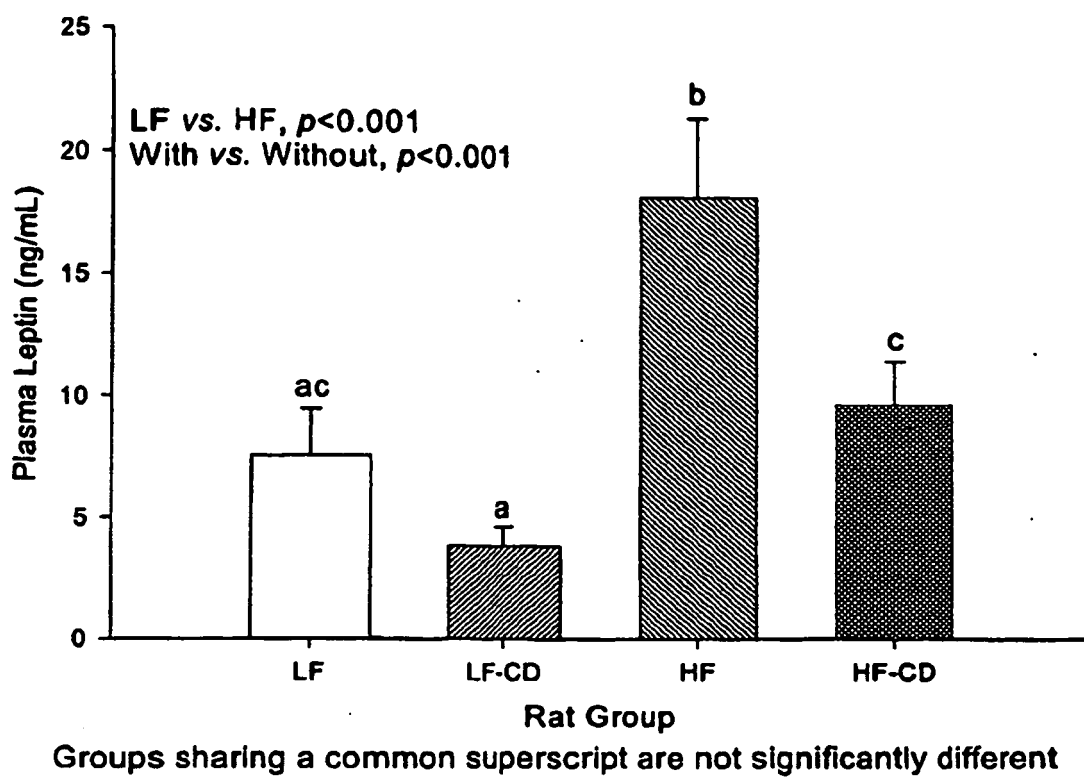 25
20
15
10
5
0
Plasma Leptin (ng/mL)
LF vs. HF, p<0.001
With vs. Without, p<0.001
ac
a
b
c
LF
LF-CD
HF
HF-CD
Rat Group
Groups sharing a common superscript are not significantly different